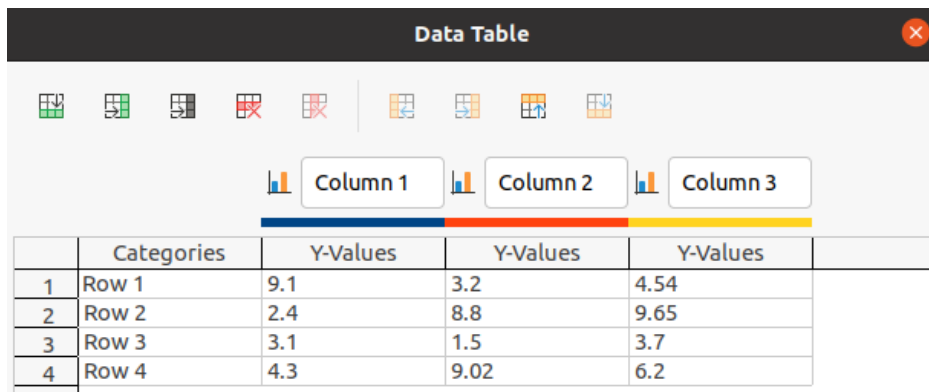 Data Table
Column 1 Column 2 Column 3
Categories Y-Values Y-Values Y-Values
1 Row 1 9.1 3.2 4.54
2 Row 2 2.4 8.8 9.65
3 Row 3 3.1 1.5 3.7
4 Row 4 4.3 9.02 6.2